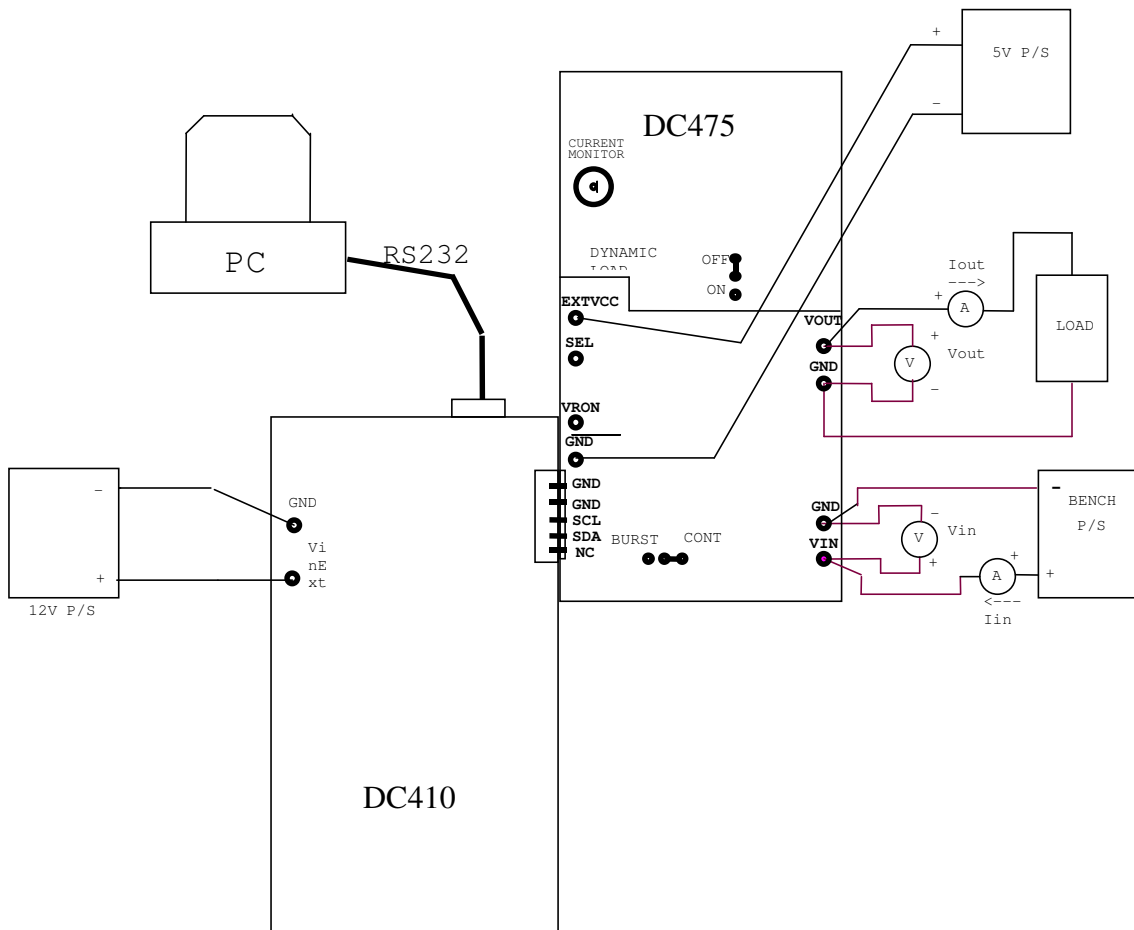 +
5V P/S
−
DC475
CURRENT
MONITOR
PC
RS232
DYNAMIC
LOAD
OFF
ON
EXTVCC
SEL
VRON
GND
VOUT
GND
Iout
--->
+
A
LOAD
+
V
Vout
−
GND
GND
SCL
SDA
NC
BURST
CONT
GND
VIN
−
V
Vin
+
-
BENCH
P/S
+
A
+
<---
Iin
−
+
12V P/S
GND
Vi
nE
xt
DC410